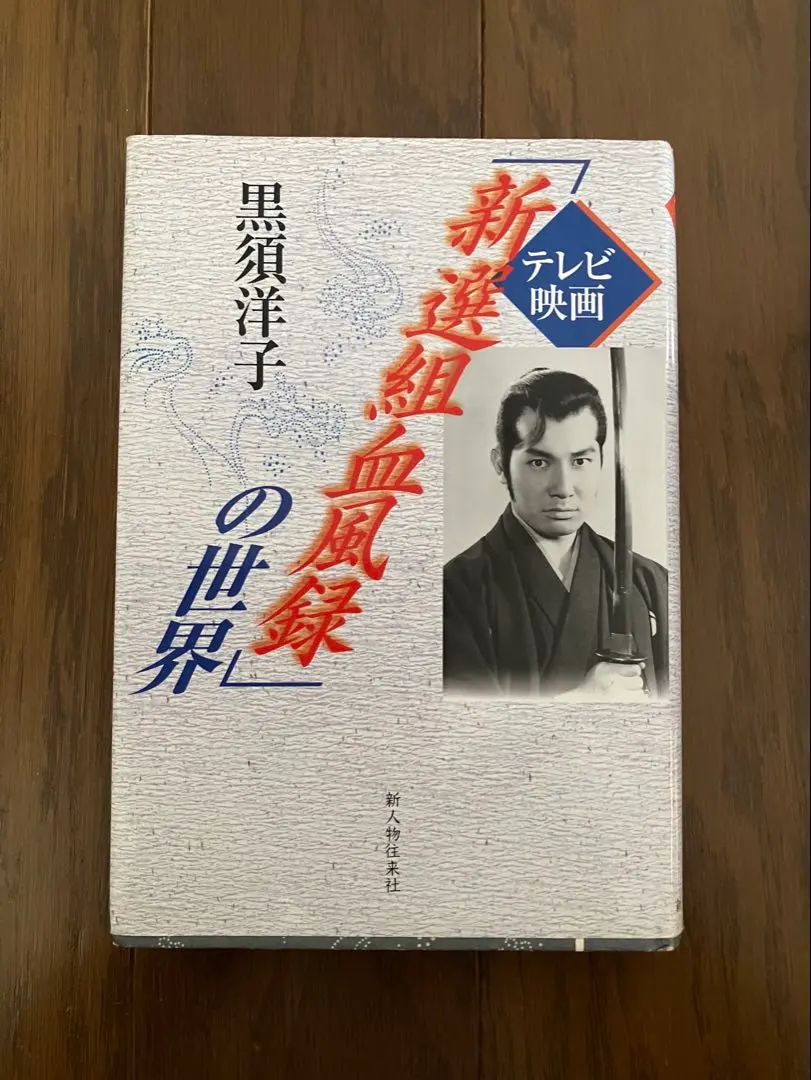 テレビ
映画
「新選組血風録」
の世界
黒須洋子
新人物往来社